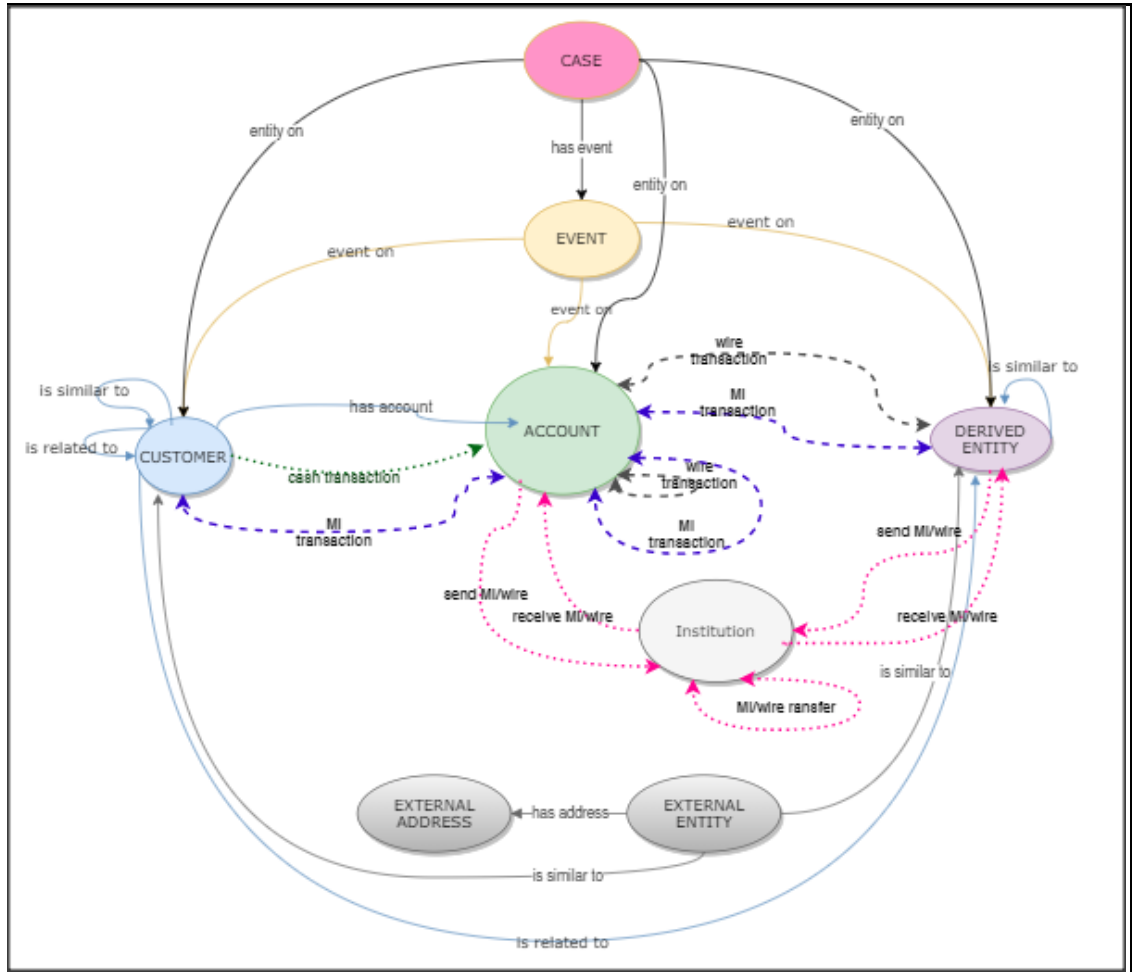 CASE
entity on
entity on
has event
entity on
EVENT
event on
event on
event on
wire
transaction
is similar to
is similar to
MI
transaction
has account
ACCOUNT
DERIVED
ENTITY
is related to
CUSTOMER
cash transaction
wire
transaction
MI
transaction
MI
transaction
send MI/wire
send MI/wire
receive MI/wire
receive MI/wire
Institution
is similar to
MI/wire ransfer
EXTERNAL
ADDRESS
has address
EXTERNAL
ENTITY
is similar to
is related to